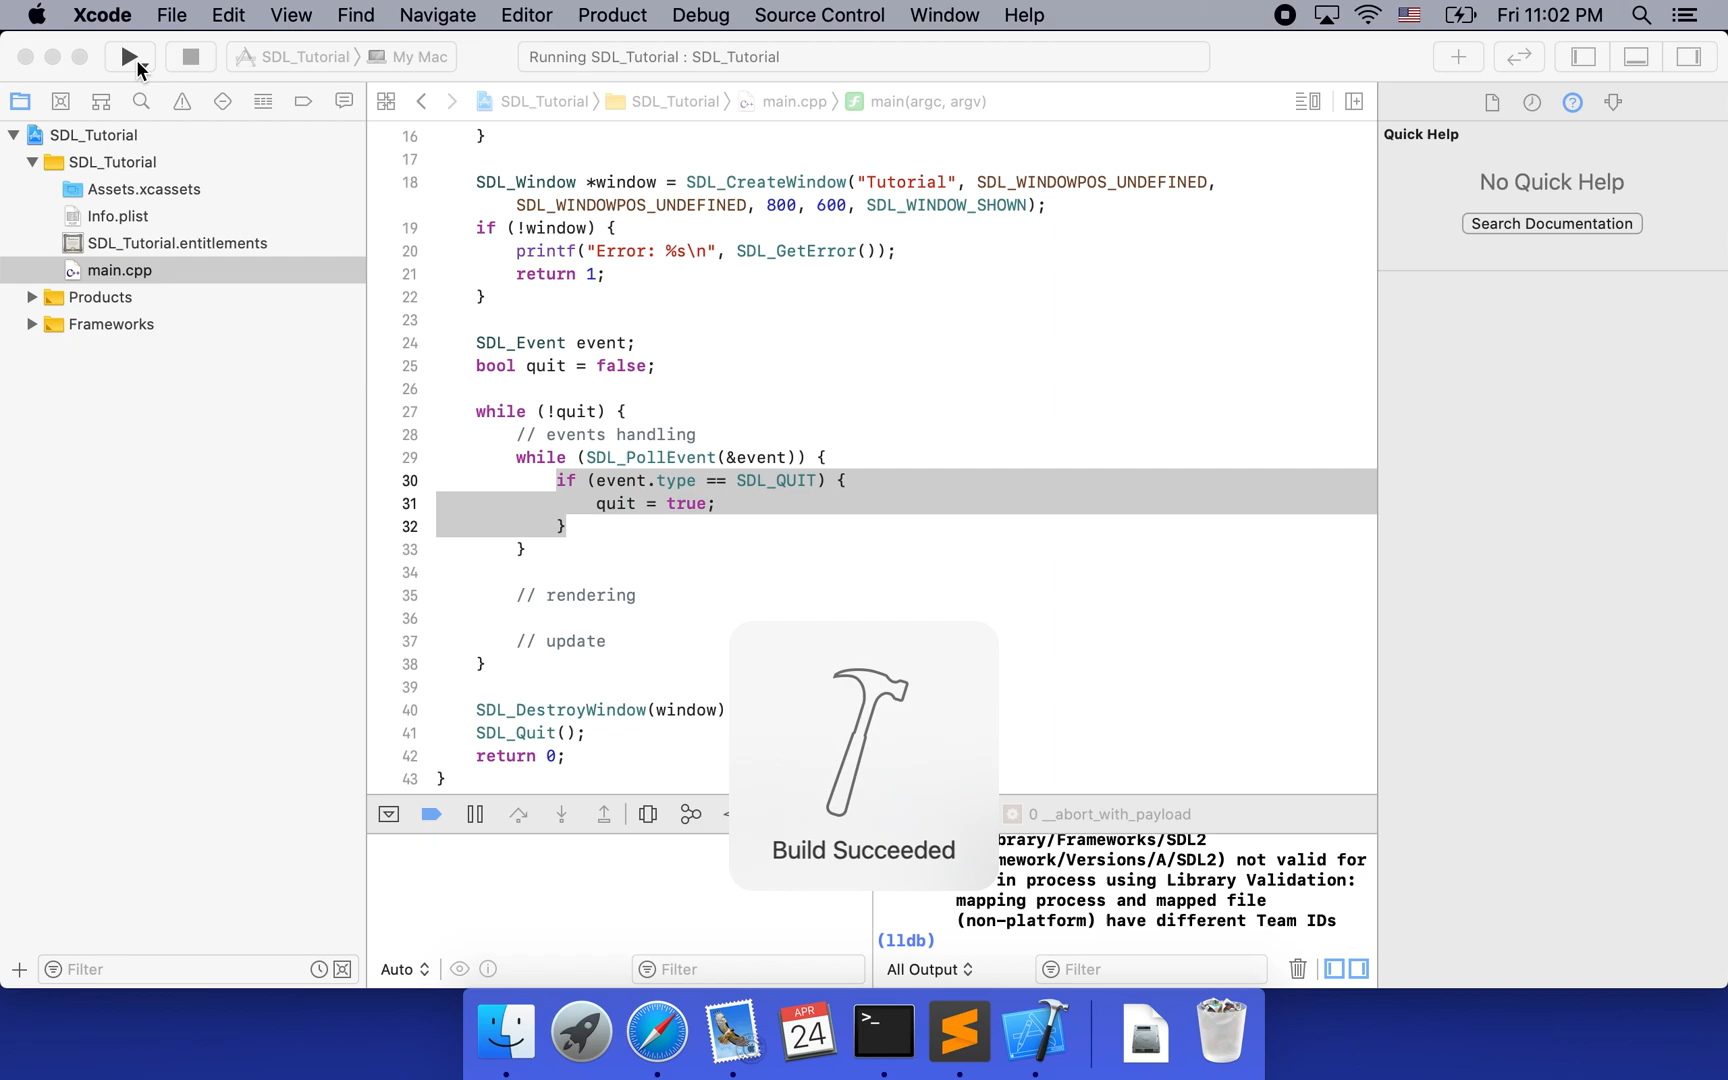 Xcode File Edit View Find Navigate Editor Product Debug Source Control Window Help Fri 11:02 PM
SDL_Tutorial My Mac Running SDL_Tutorial : SDL_Tutorial
SDL_Tutorial SDL_Tutorial main.cpp main(argc, argv)
SDL_Tutorial
SDL_Tutorial
Assets.xcassets
Info.plist
SDL_Tutorial.entitlements
main.cpp
Products
Frameworks
16 }
17
18 SDL_Window *window = SDL_CreateWindow("Tutorial", SDL_WINDOWPOS_UNDEFINED,
SDL_WINDOWPOS_UNDEFINED, 800, 600, SDL_WINDOW_SHOWN);
19 if (!window) {
20 printf("Error: %s\n", SDL_GetError());
21 return 1;
22 }
23
24 SDL_Event event;
25 bool quit = false;
26
27 while (!quit) {
28 // events handling
29 while (SDL_PollEvent(&event)) {
30 if (event.type == SDL_QUIT) {
31 quit = true;
32 }
33 }
34
35 // rendering
36
37 // update
38 }
39
40 SDL_DestroyWindow(window)
41 SDL_Quit();
42 return 0;
43 }
Quick Help
No Quick Help
Search Documentation
Build Succeeded
0 __abort_with_payload
brary/Frameworks/SDL2
mework/Versions/A/SDL2) not valid for
in process using Library Validation:
mapping process and mapped file
(non-platform) have different Team IDs
(lldb)
Filter Auto Filter All Output Filter
APR
24
>_